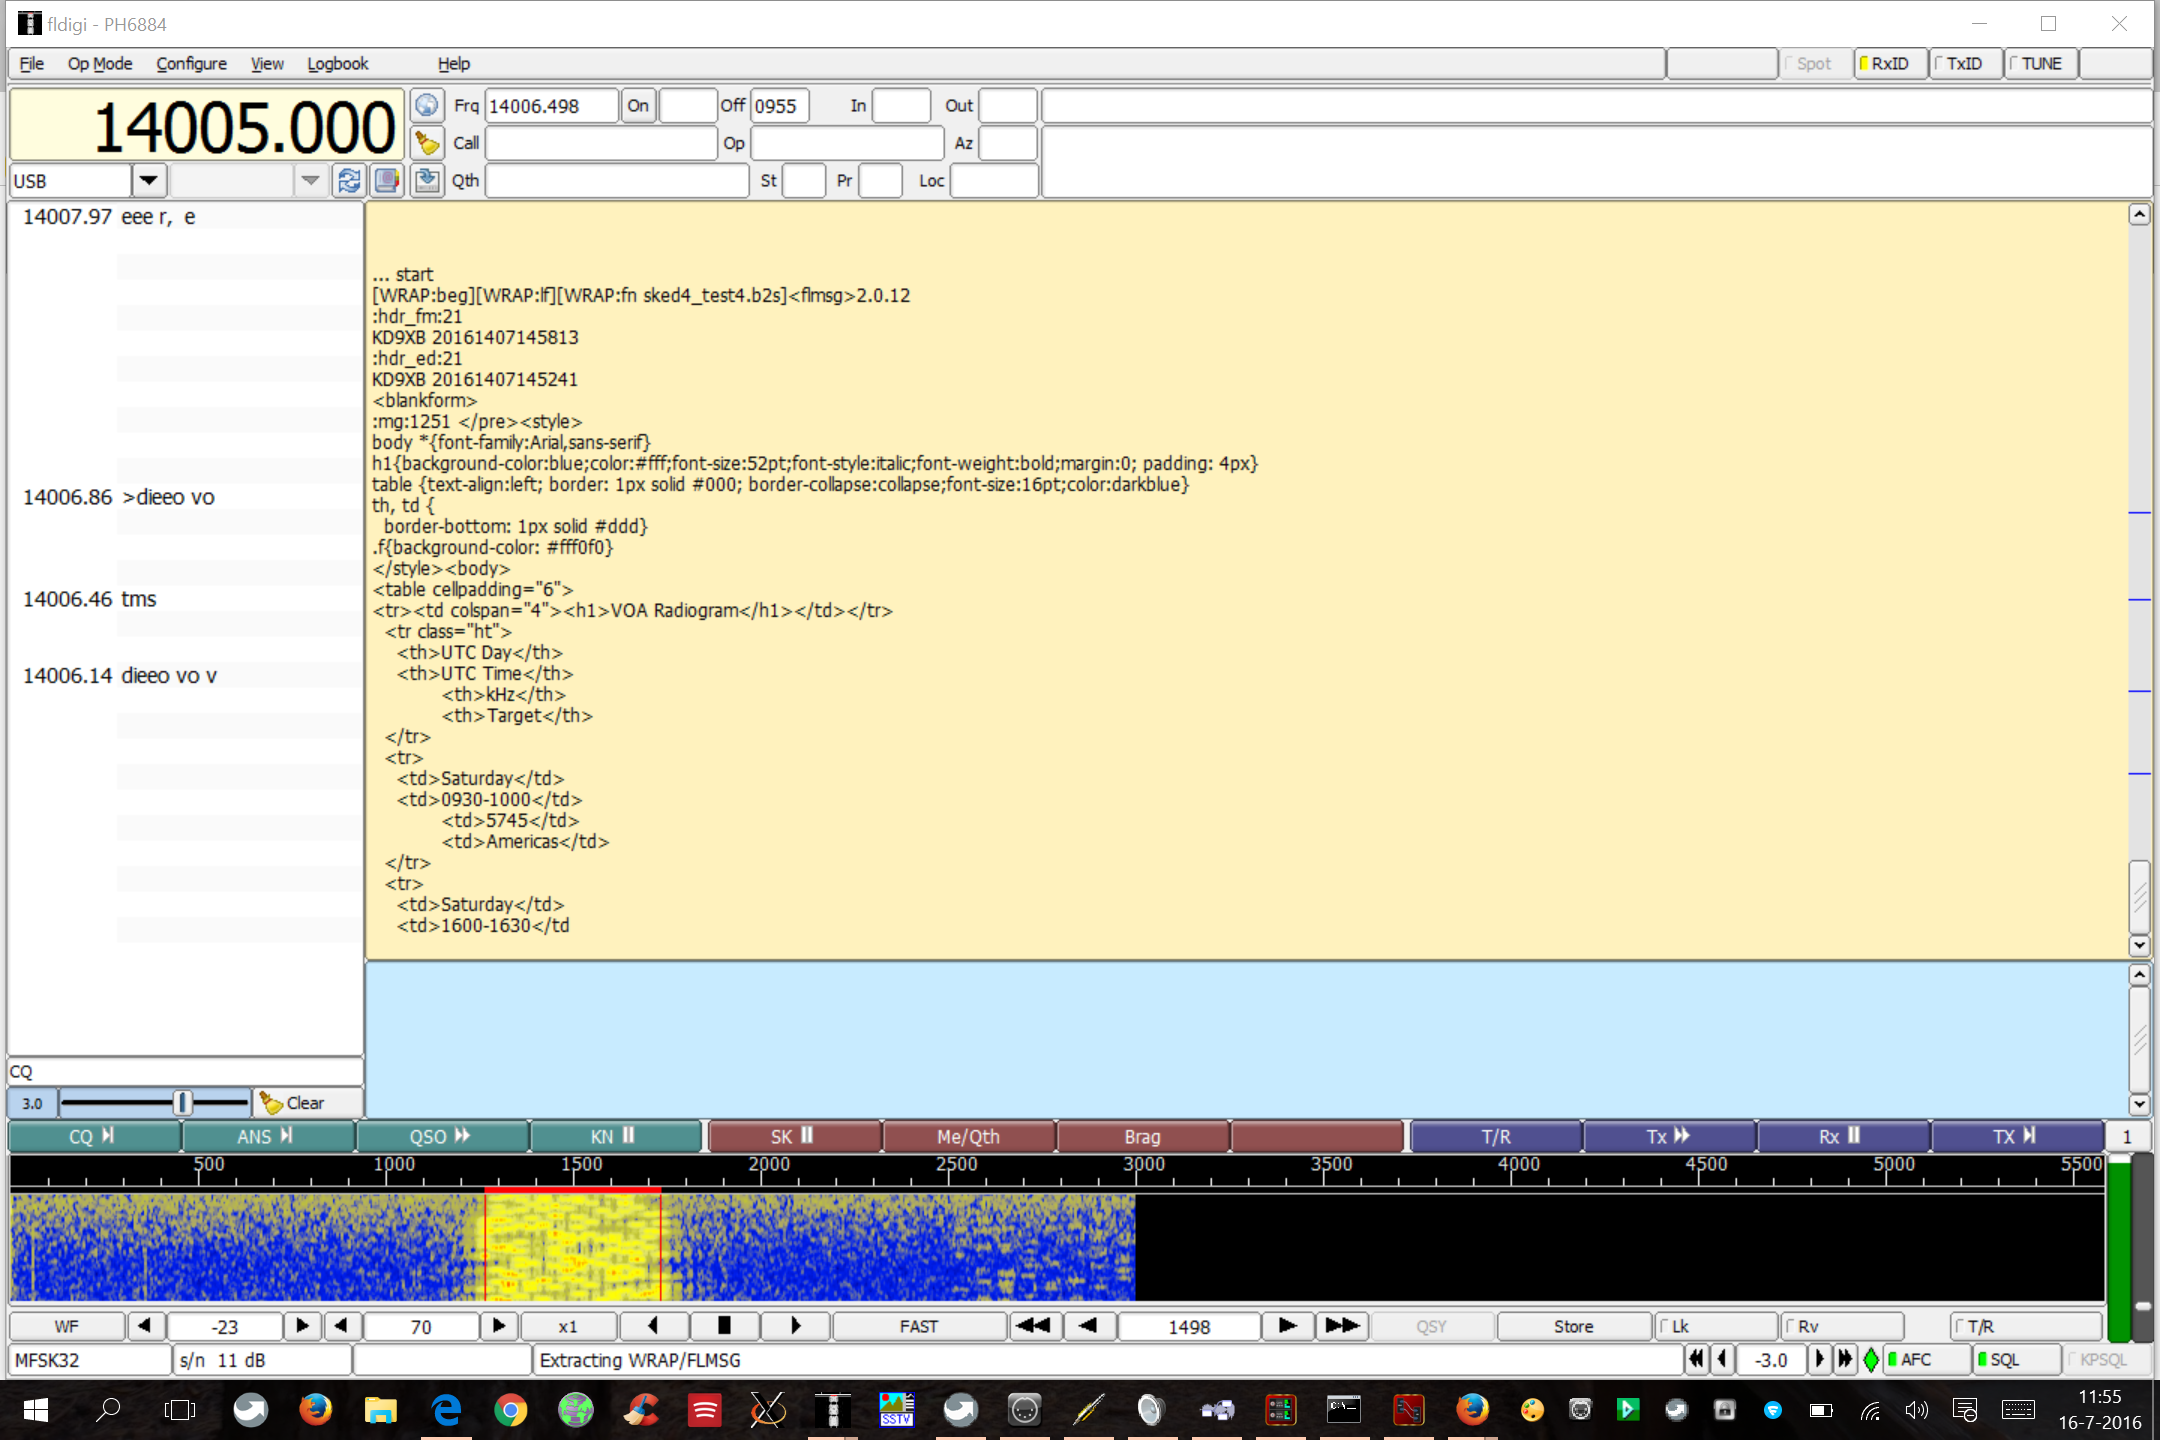 fldigi - PH6884
File Op Mode Configure View Logbook Help Spot RxID TxID TUNE
14005.000 Frq 14006.498 On Off 0955 In Out
Call Op Az
USB Qth St Pr Loc
14007.97 eee r, e
14006.86 >dieeo vo
14006.46 tms
14006.14 dieeo vo v
... start
[WRAP:beg][WRAP:lf][WRAP:fn sked4_test4.b2s]<flmsg>2.0.12
:hdr_fm:21
KD9XB 20161407145813
:hdr_ed:21
KD9XB 20161407145241
<blankform>
:mg:1251 </pre><style>
body *{font-family:Arial,sans-serif}
h1{background-color:blue;color:#fff;font-size:52pt;font-style:italic;font-weight:bold;margin:0; padding: 4px}
table {text-align:left; border: 1px solid #000; border-collapse:collapse;font-size:16pt;color:darkblue}
th, td {
border-bottom: 1px solid #ddd}
.f{background-color: #fff0f0}
</style><body>
<table cellpadding="6">
<tr><td colspan="4"><h1>VOA Radiogram</h1></td></tr>
<tr class="ht">
<th>UTC Day</th>
<th>UTC Time</th>
<th>kHz</th>
<th>Target</th>
</tr>
<tr>
<td>Saturday</td>
<td>0930-1000</td>
<td>5745</td>
<td>Americas</td>
</tr>
<tr>
<td>Saturday</td>
<td>1600-1630</td
CQ
3.0 Clear
CQ ANS QSO KN SK Me/Qth Brag T/R Tx Rx TX 1
500 1000 1500 2000 2500 3000 3500 4000 4500 5000 5500
WF -23 70 x1 FAST 1498 QSY Store Lk Rv T/R
MFSK32 s/n 11 dB Extracting WRAP/FLMSG -3.0 AFC SQL KPSQL
SSTV
11:55
16-7-2016